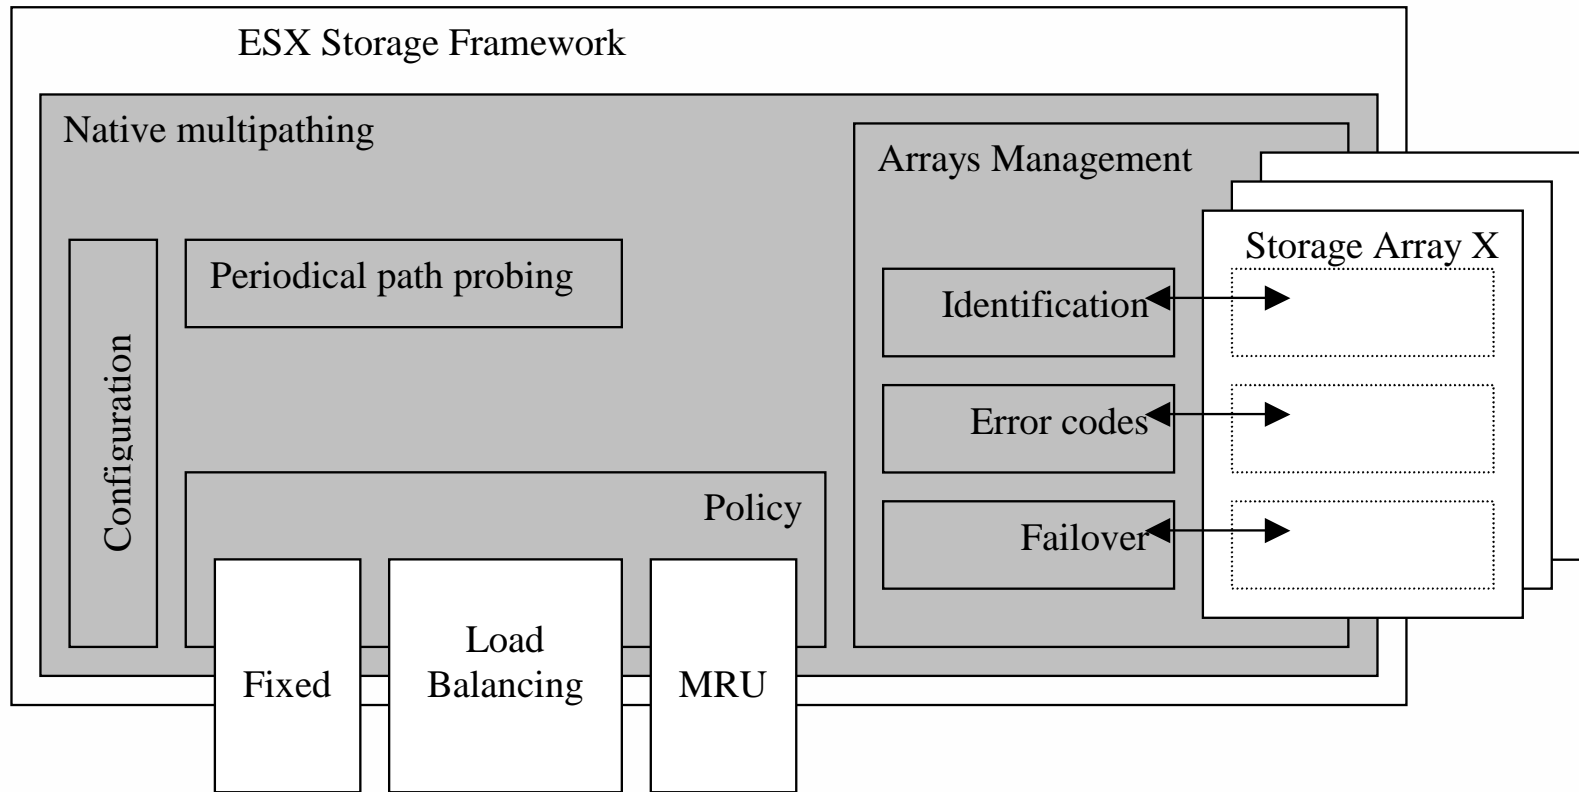 ESX Storage Framework
Native multipathing
Arrays Management
Storage Array X
Periodical path probing
Identification
Configuration
Error codes
Policy
Failover
Fixed
Load
Balancing
MRU